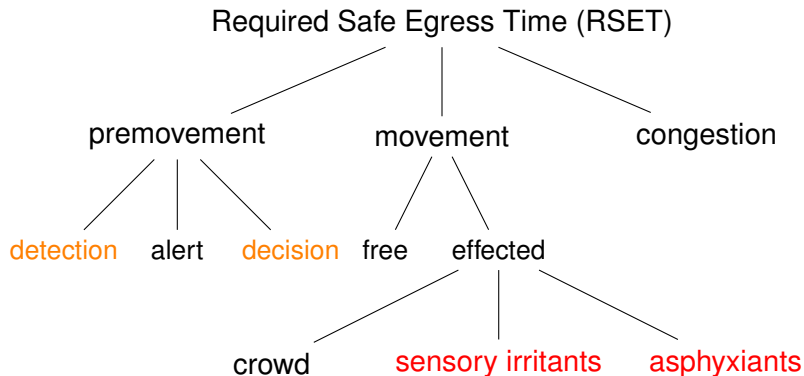 Required Safe Egress Time (RSET)
premovement movement congestion
detection alert decision free effected
crowd sensory irritants asphyxiants